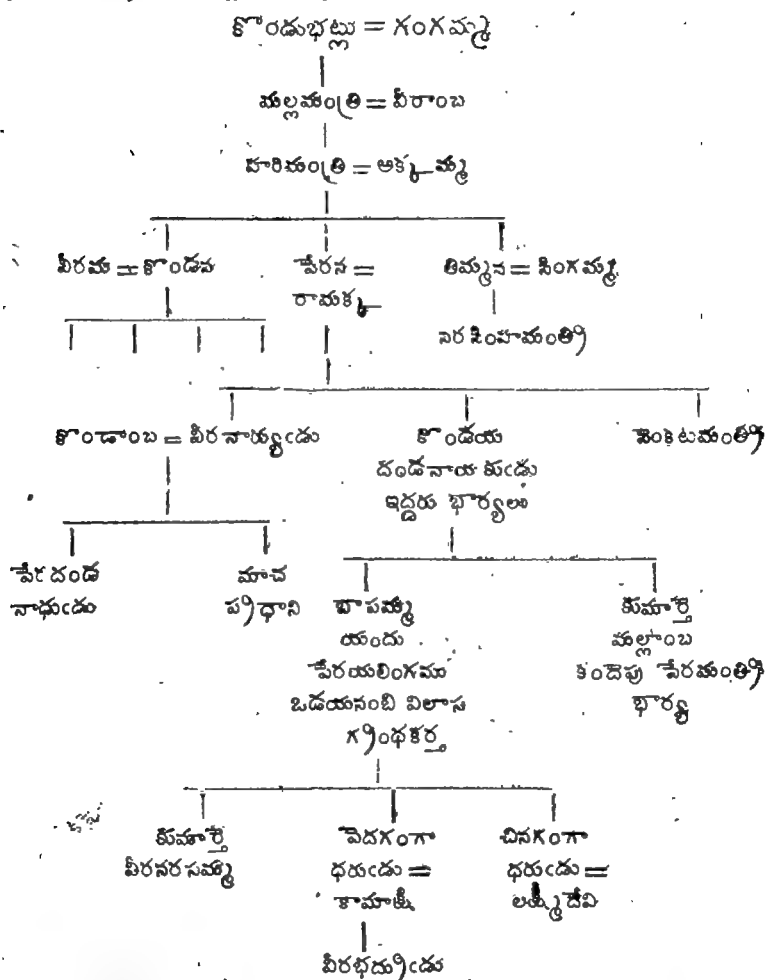 కొండుభట్లు = గంగమ్మ
మల్లమంత్రి = వీరాంబ
హరిమంత్రి = అక్కమ్మ
వీరమ = కొండన
పేరన =
రామక్క
తిమ్మన = సింగమ్మ
నరసింహమంత్రి
కొండాంబ = వీరనార్యుఁడు
కొండయ
దండనాయకుఁడు
ఇద్దరు భార్యలు
వెంకటమంత్రి
పేరదండ
నాథుఁడు
మాచ
ప్రధాని
పాపమ్మ
యందు
పేరయలింగము
ఒడయనంబి విలాస
గ్రంథకర్త
కుమార్తె
మల్లాంబ
కందెపు పేరమంత్రి
భార్య
కుమార్తె
వీరనరసమ్మ
పెదగంగా
ధరుఁడు =
కామాక్షి
చినగంగా
ధరుఁడు =
లక్ష్మీదేవి
వీరభద్రుఁడు